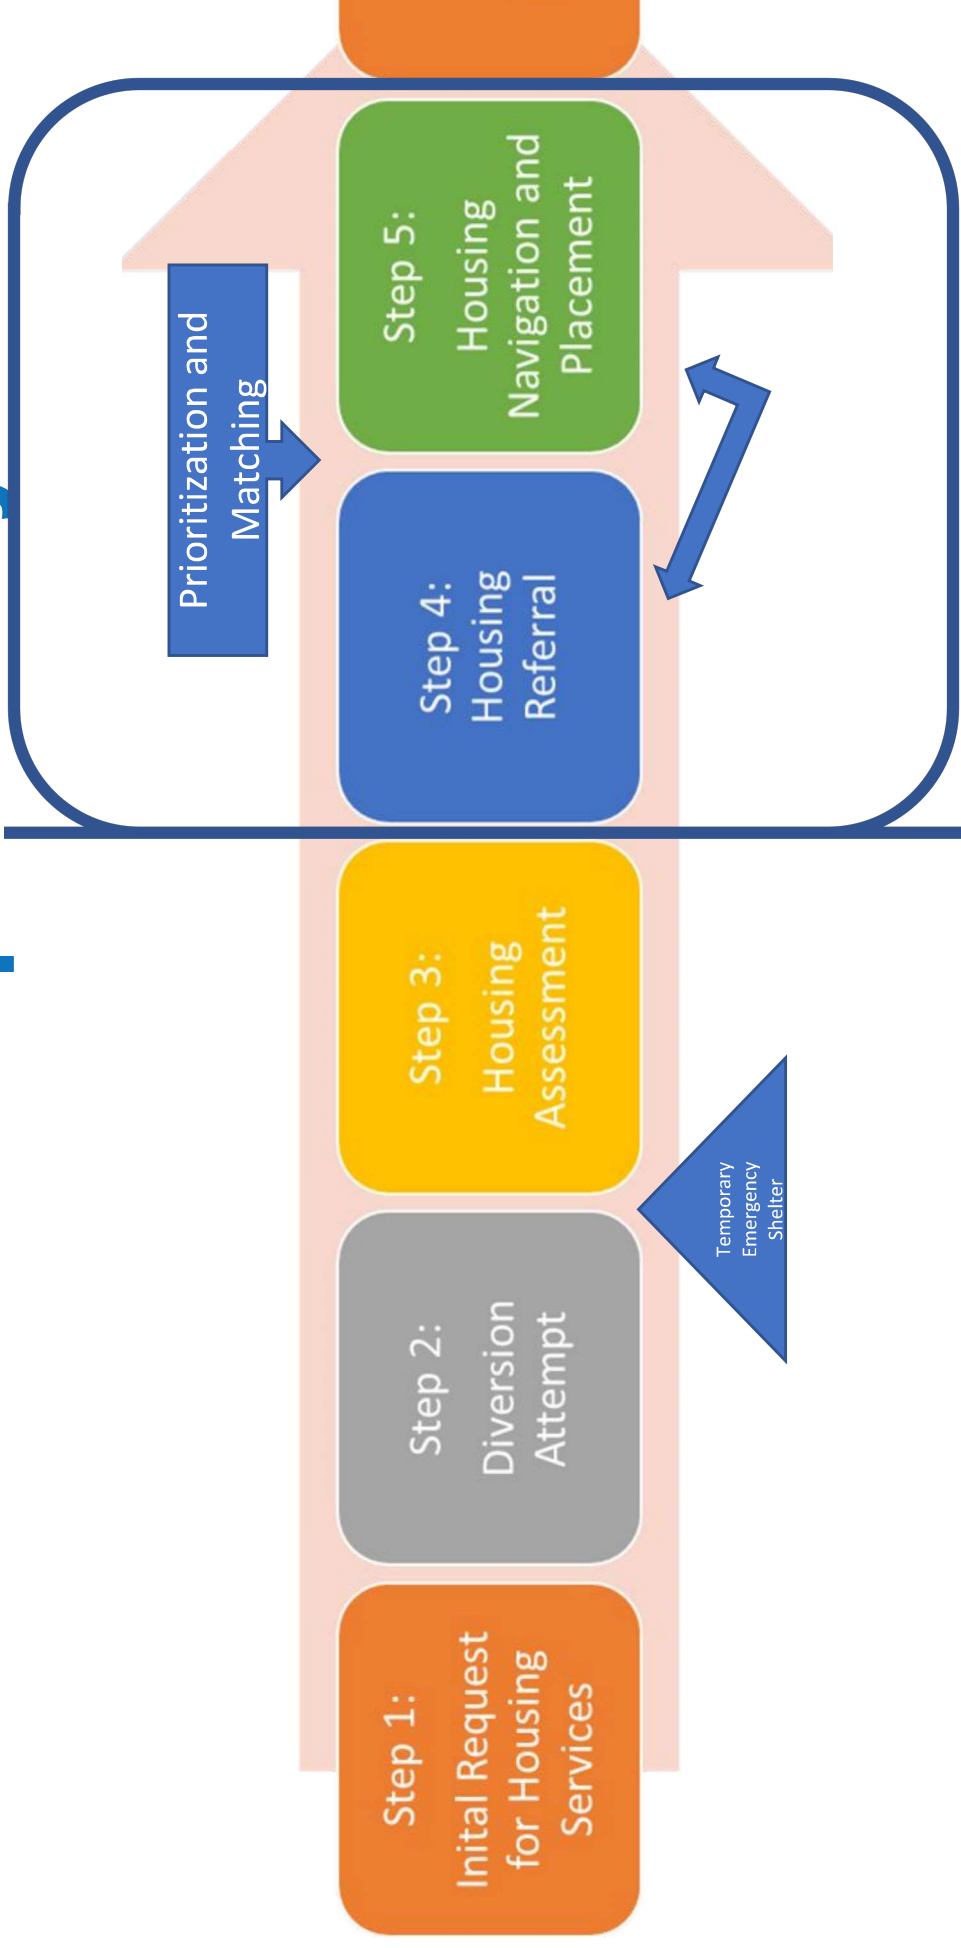 Step 1:
Inital Request
for Housing
Services
Step 2:
Diversion
Attempt
Temporary
Emergency
Shelter
Step 3:
Housing
Assessment
Step 4:
Housing
Referral
Prioritization and
Matching
Step 5:
Housing
Navigation and
Placement